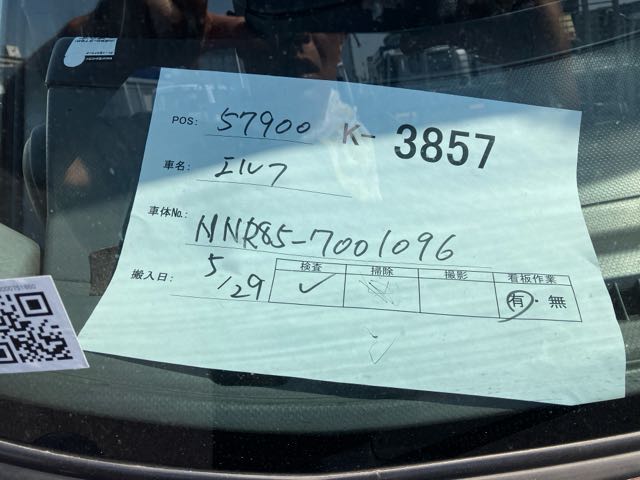 POS: 57900 K- 3857
車名: エルフ
車体No.: NNR85-7001096
搬入日: 5/29
検査 掃除 撮影 看板作業
✓ 有・無